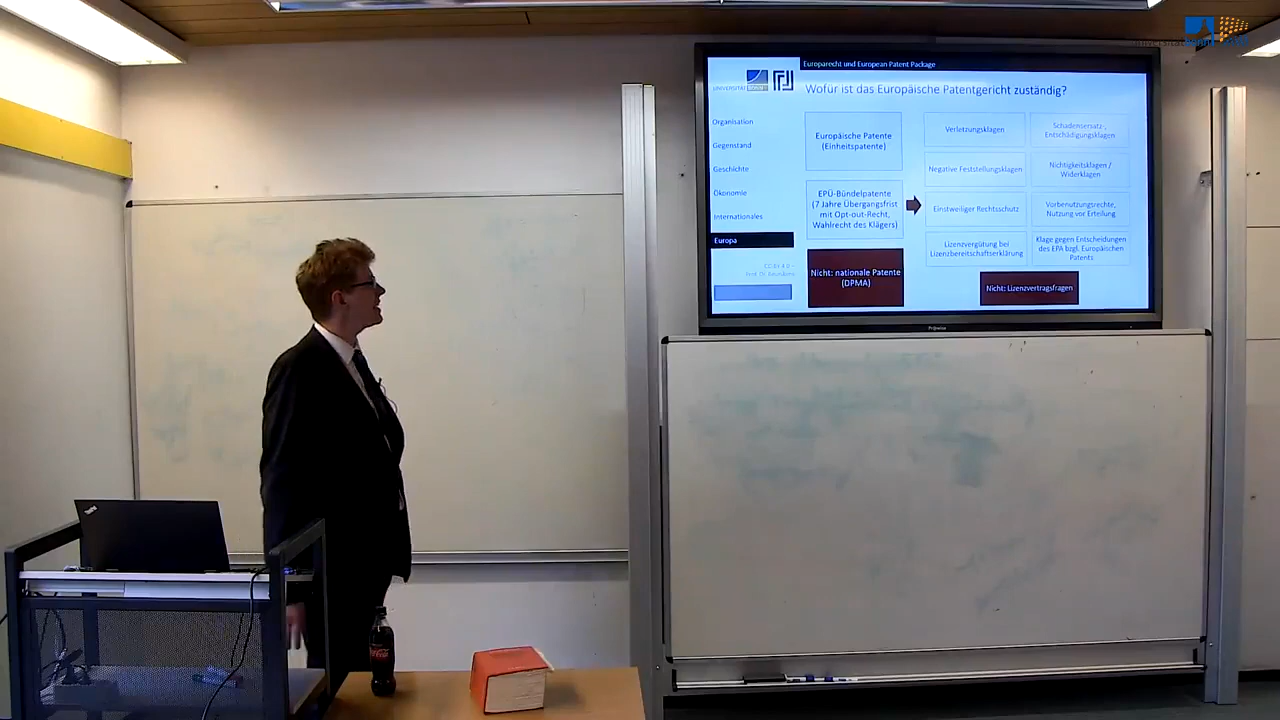 Europarecht und European Patent Package
Wofür ist das Europäische Patentgericht zuständig?
UNIVERSITÄT
Organisation
Gegenstand
Geschichte
Ökonomie
Internationales
Europa
Europäische Patente
(Einheitspatente)
EPÜ-Bündelpatente
(7 Jahre Übergangsfrist
mit Opt-out-Recht,
Wahlrecht des Klägers)
Nicht: nationale Patente
(DPMA)
Verletzungsklagen
Schadensersatz-,
Entschädigungsklagen
Negative Feststellungsklagen
Nichtigkeitsklagen /
Widerklagen
Einstweiliger Rechtsschutz
Vorbenutzungsrechte,
Nutzung vor Erteilung
Lizenzvergütung bei
Lizenzbereitschaftserklärung
Klage gegen Entscheidungen
des EPA bzgl. Europäischen
Patents
Nicht: Lizenzvertragsfragen
Prowise
ThinkPad